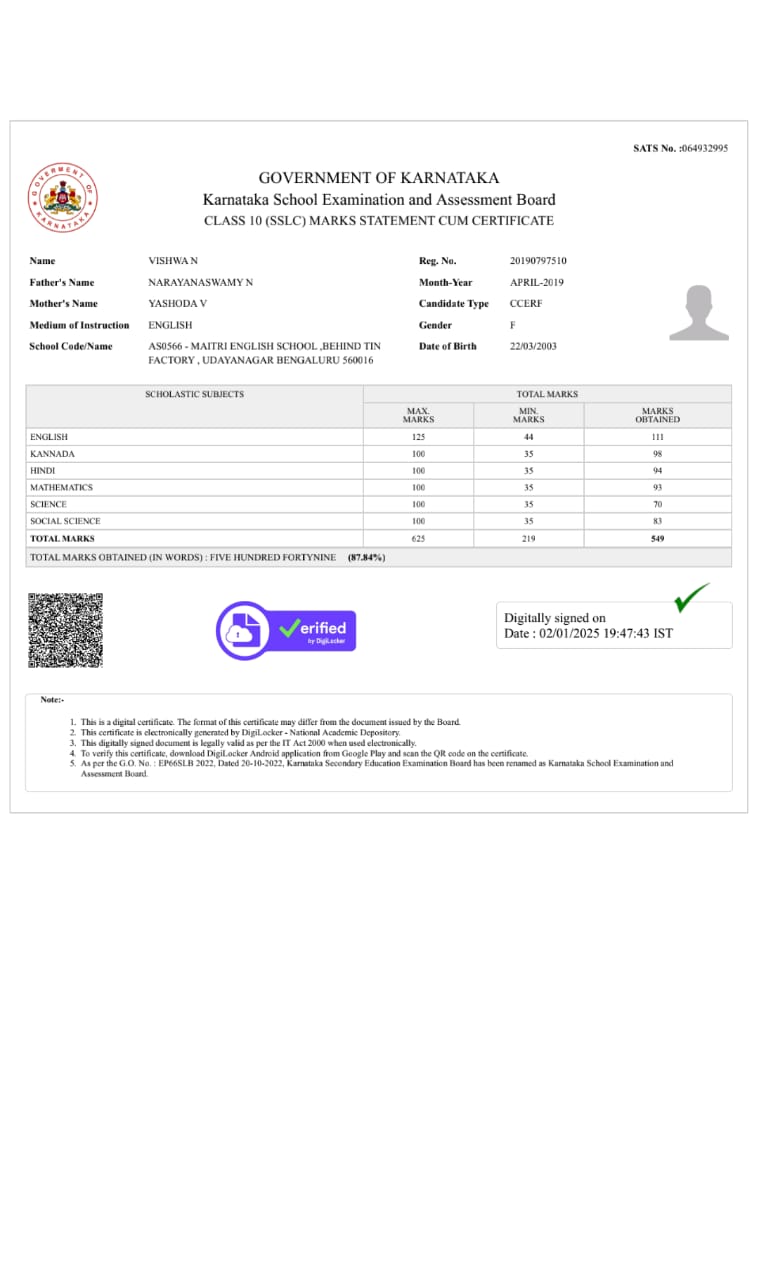 SATS No. :064932995
GOVERMENT OF KARNATAKA
GOVERNMENT OF KARNATAKA
Karnataka School Examination and Assessment Board
CLASS 10 (SSLC) MARKS STATEMENT CUM CERTIFICATE
Name VISHWA N Reg. No. 20190797510
Father's Name NARAYANASWAMY N Month-Year APRIL-2019
Mother's Name YASHODA V Candidate Type CCERF
Medium of Instruction ENGLISH Gender F
School Code/Name AS0566 - MAITRI ENGLISH SCHOOL ,BEHIND TIN Date of Birth 22/03/2003
FACTORY , UDAYANAGAR BENGALURU 560016
SCHOLASTIC SUBJECTS TOTAL MARKS
MAX. MARKS MIN. MARKS MARKS OBTAINED
ENGLISH 125 44 111
KANNADA 100 35 98
HINDI 100 35 94
MATHEMATICS 100 35 93
SCIENCE 100 35 70
SOCIAL SCIENCE 100 35 83
TOTAL MARKS 625 219 549
TOTAL MARKS OBTAINED (IN WORDS) : FIVE HUNDRED FORTYNINE (87.84%)
erified
by DigiLocker
Digitally signed on
Date : 02/01/2025 19:47:43 IST
Note:-
1. This is a digital certificate. The format of this certificate may differ from the document issued by the Board.
2. This certificate is electronically generated by DigiLocker - National Academic Depository.
3. This digitally signed document is legally valid as per the IT Act 2000 when used electronically.
4. To verify this certificate, download DigiLocker Android application from Google Play and scan the QR code on the certificate.
5. As per the G.O. No. : EP66SLB 2022, Dated 20-10-2022, Karnataka Secondary Education Examination Board has been renamed as Karnataka School Examination and
Assessment Board.